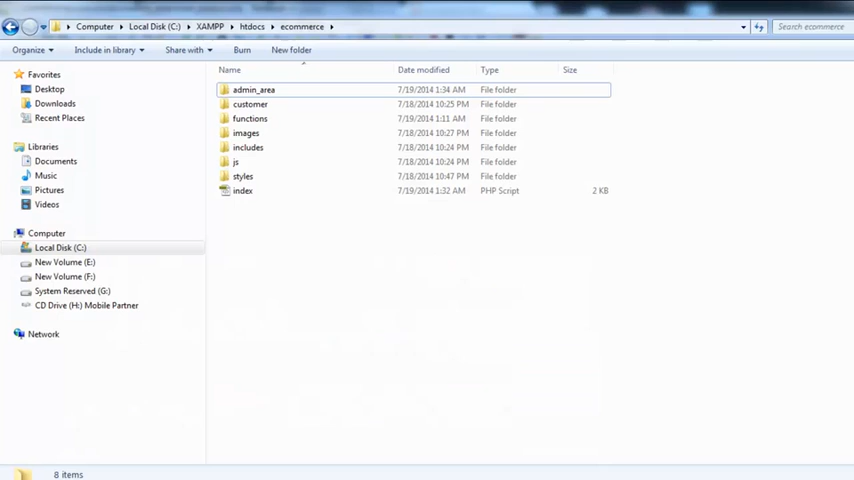 Computer ▸ Local Disk (C:) ▸ XAMPP ▸ htdocs ▸ ecommerce ▸
Search ecommerce
Organize ▾ Include in library ▾ Share with ▾ Burn New folder
Favorites
Desktop
Downloads
Recent Places
Libraries
Documents
Music
Pictures
Videos
Computer
Local Disk (C:)
New Volume (E:)
New Volume (F:)
System Reserved (G:)
CD Drive (H:) Mobile Partner
Network
Name Date modified Type Size
admin_area 7/19/2014 1:34 AM File folder
customer 7/18/2014 10:25 PM File folder
functions 7/19/2014 1:11 AM File folder
images 7/18/2014 10:27 PM File folder
includes 7/18/2014 10:24 PM File folder
js 7/18/2014 10:24 PM File folder
styles 7/18/2014 10:47 PM File folder
index 7/19/2014 1:32 AM PHP Script 2 KB
8 items